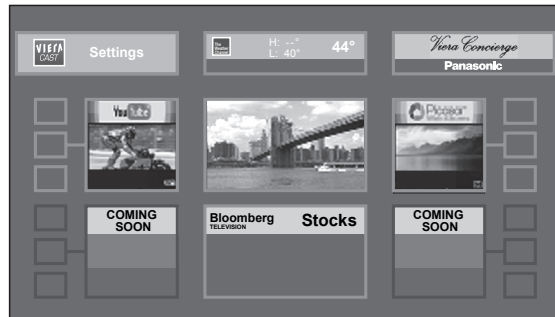 VIERA
CAST
Settings
The
Weather
Channel
H: --°
L: 40°
44°
Viera Concierge
Panasonic
YouTube
Picasa
COMING
SOON
Bloomberg
TELEVISION
Stocks
COMING
SOON